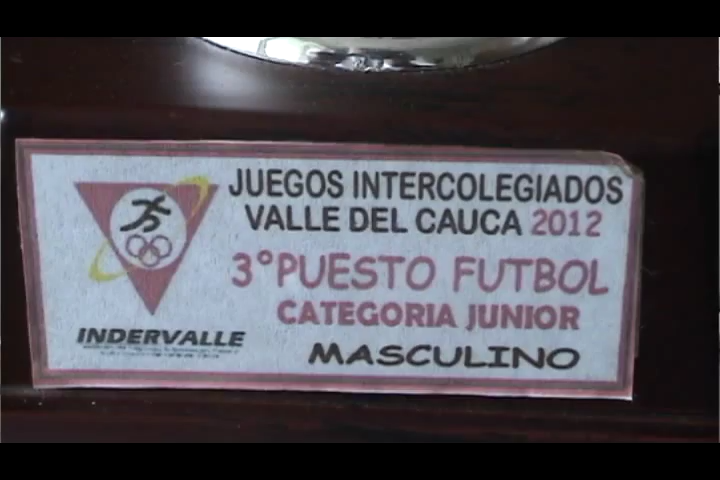 JUEGOS INTERCOLEGIADOS
VALLE DEL CAUCA 2012
3° PUESTO FUTBOL
CATEGORIA JUNIOR
MASCULINO
INDERVALLE